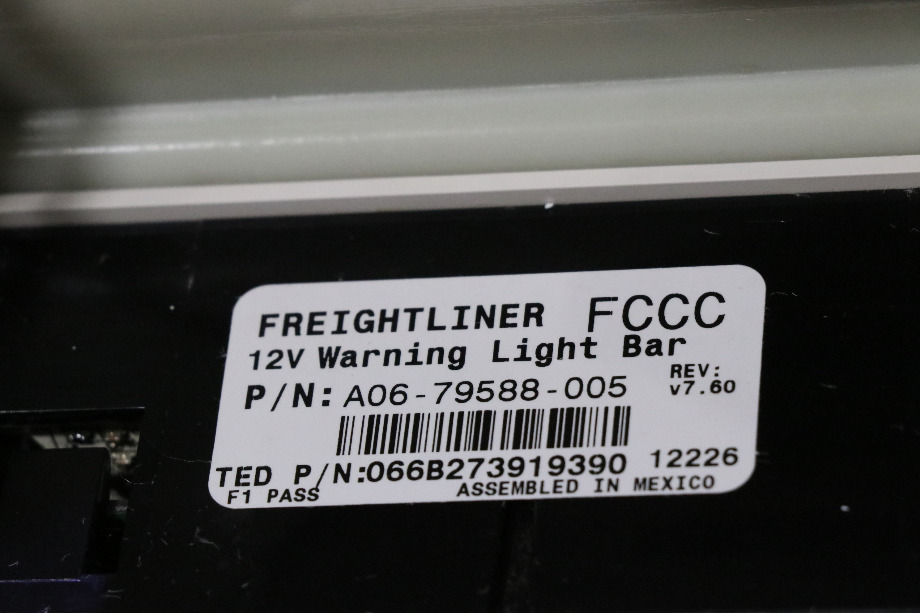 FREIGHTLINER FCCC
12V Warning Light Bar
P/N: A06-79588-005 REV: v7.60
TED P/N:066B273919390 12226
F1 PASS ASSEMBLED IN MEXICO